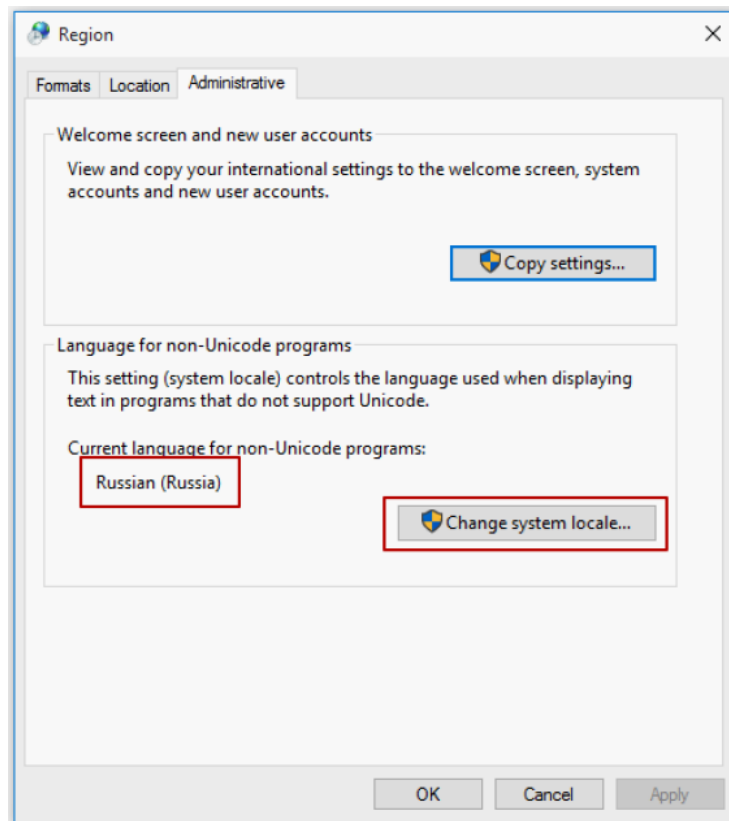 Region
Formats Location Administrative
Welcome screen and new user accounts
View and copy your international settings to the welcome screen, system
accounts and new user accounts.
Copy settings...
Language for non-Unicode programs
This setting (system locale) controls the language used when displaying
text in programs that do not support Unicode.
Current language for non-Unicode programs:
Russian (Russia)
Change system locale...
OK Cancel Apply